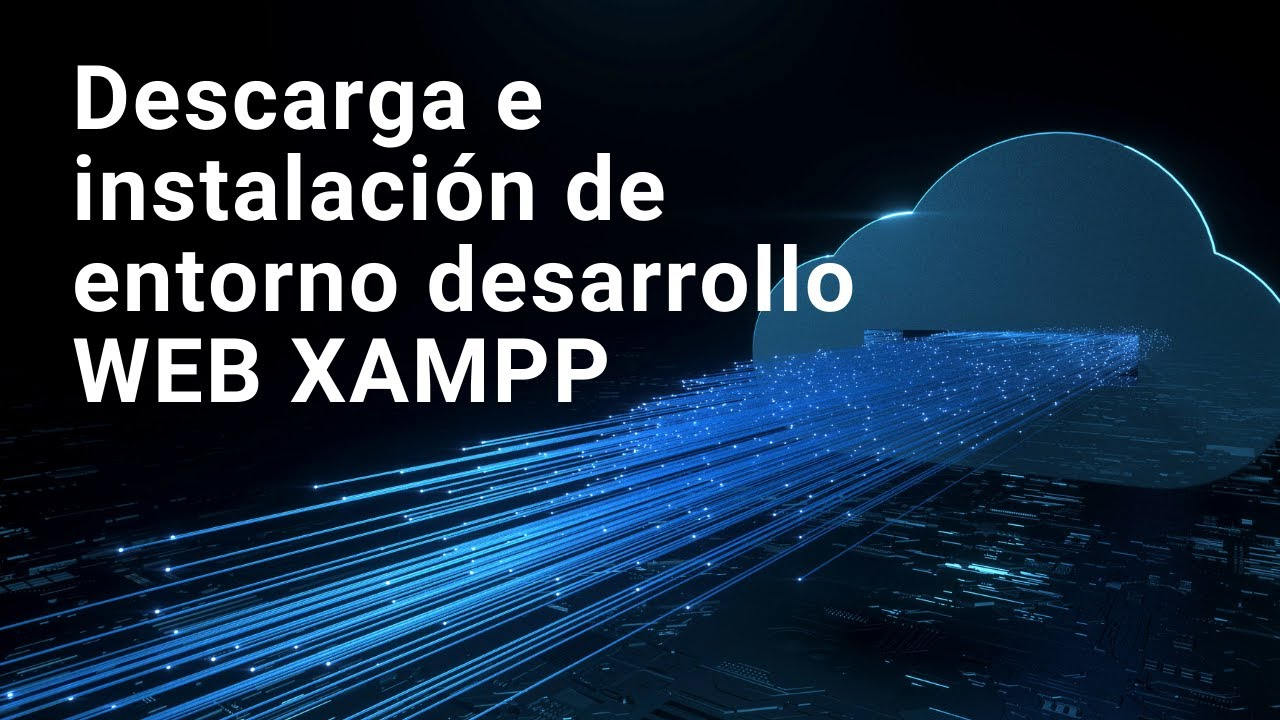 Descarga e
instalación de
entorno desarrollo
WEB XAMPP